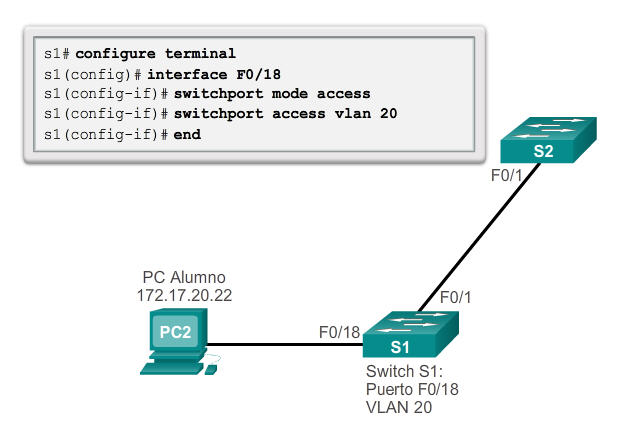 s1# configure terminal
s1(config)# interface F0/18
s1(config-if)# switchport mode access
s1(config-if)# switchport access vlan 20
s1(config-if)# end
S2
F0/1
PC Alumno
172.17.20.22
F0/1
PC2
F0/18
S1
Switch S1:
Puerto F0/18
VLAN 20